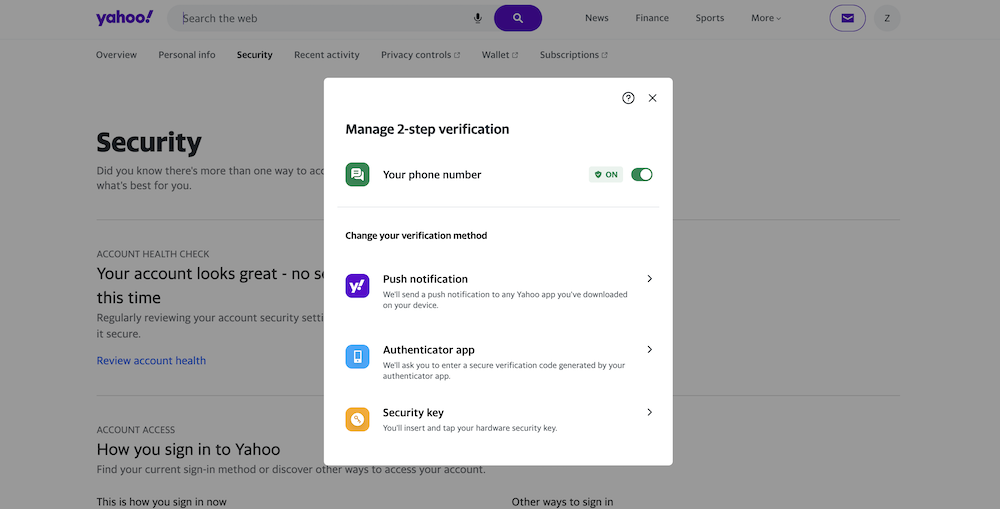 yahoo!
Search the web
News
Finance
Sports
More
Z
Overview
Personal info
Security
Recent activity
Privacy controls
Wallet
Subscriptions
Manage 2-step verification
Security
Did you know there's more than one way to acc
what's best for you.
Your phone number
ON
Change your verification method
ACCOUNT HEALTH CHECK
Your account looks great - no se
this time
Regularly reviewing your account security setti
it secure.
Review account health
y!
Push notification
We'll send a push notification to any Yahoo app you've downloaded
on your device.
Authenticator app
We'll ask you to enter a secure verification code generated by your
authenticator app.
Security key
You'll insert and tap your hardware security key.
ACCOUNT ACCESS
How you sign in to Yahoo
Find your current sign-in method or discover other ways to access your account.
This is how you sign in now
Other ways to sign in